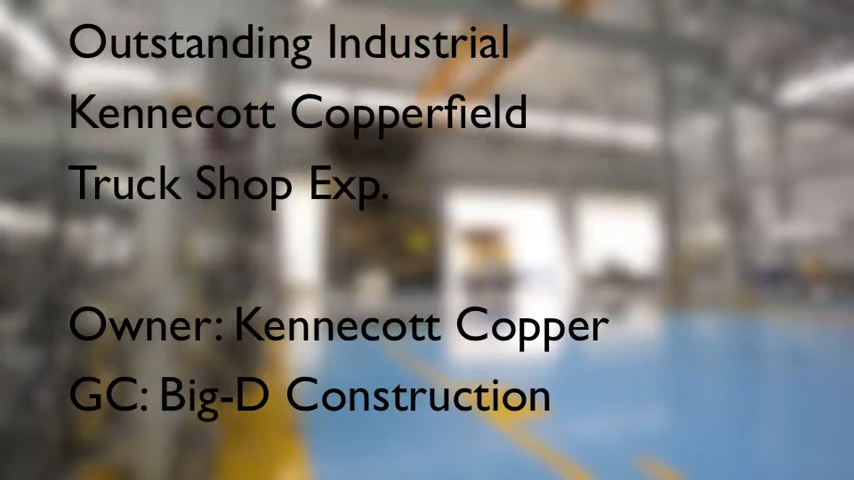 Outstanding Industrial
Kennecott Copperfield
Truck Shop Exp.
Owner: Kennecott Copper
GC: Big-D Construction